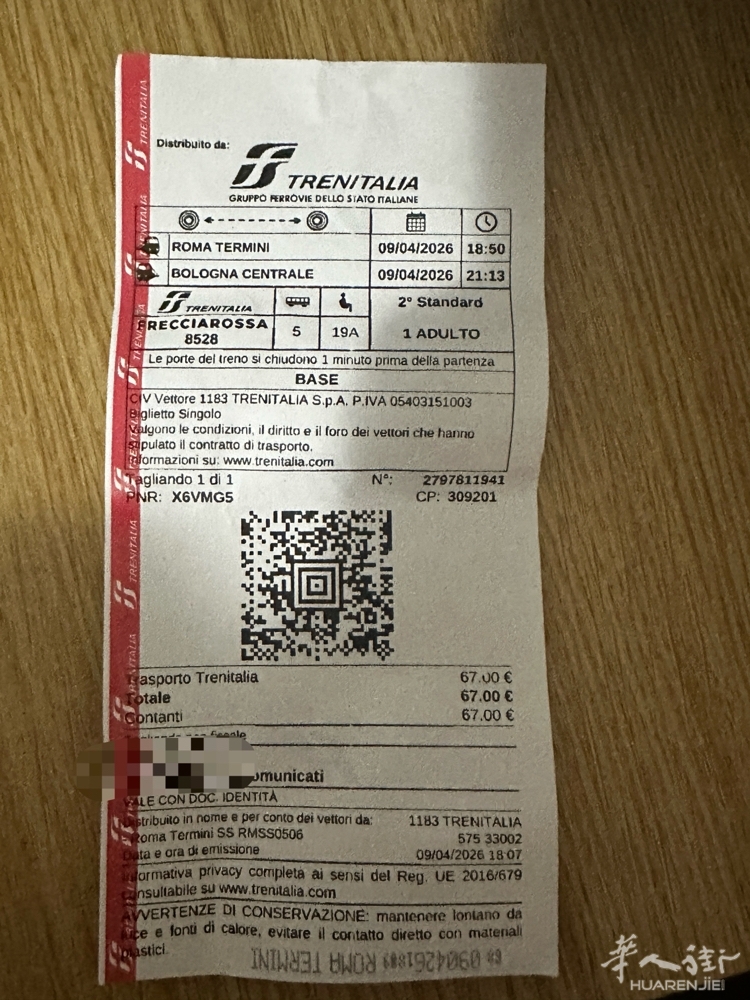 Distribuito da:
TRENITALIA
GRUPPO FERROVIE DELLO STATO ITALIANE
ROMA TERMINI 09/04/2026 18:50
BOLOGNA CENTRALE 09/04/2026 21:13
TRENITALIA 2° Standard
FRECCIAROSSA 5 19A 1 ADULTO
8528
Le porte del treno si chiudono 1 minuto prima della partenza
BASE
CIV Vettore 1183 TRENITALIA S.p.A. P.IVA 05403151003
Biglietto Singolo
Valgono le condizioni, il diritto e il foro dei vettori che hanno
stipulato il contratto di trasporto.
Informazioni su: www.trenitalia.com
Tagliando 1 di 1 N°: 2797811941
PNR: X6VMG5 CP: 309201
Trasporto Trenitalia 67.00 €
Totale 67.00 €
Contanti 67.00 €
omunicati
VALE CON DOC. IDENTITÀ
Distribuito in nome e per conto dei vettori da: 1183 TRENITALIA
Roma Termini SS RMSS0506 575 33002
Data e ora di emissione 09/04/2026 18:07
Informativa privacy completa ai sensi del Reg. UE 2016/679
consultabile su www.trenitalia.com
AVVERTENZE DI CONSERVAZIONE: mantenere lontano da
luce e fonti di calore, evitare il contatto diretto con materiali
plastici.
ROMA TERMINI
TRENITALIA
TRENITALIA
TRENITALIA
TRENITALIA
華人街
HUARENJIE